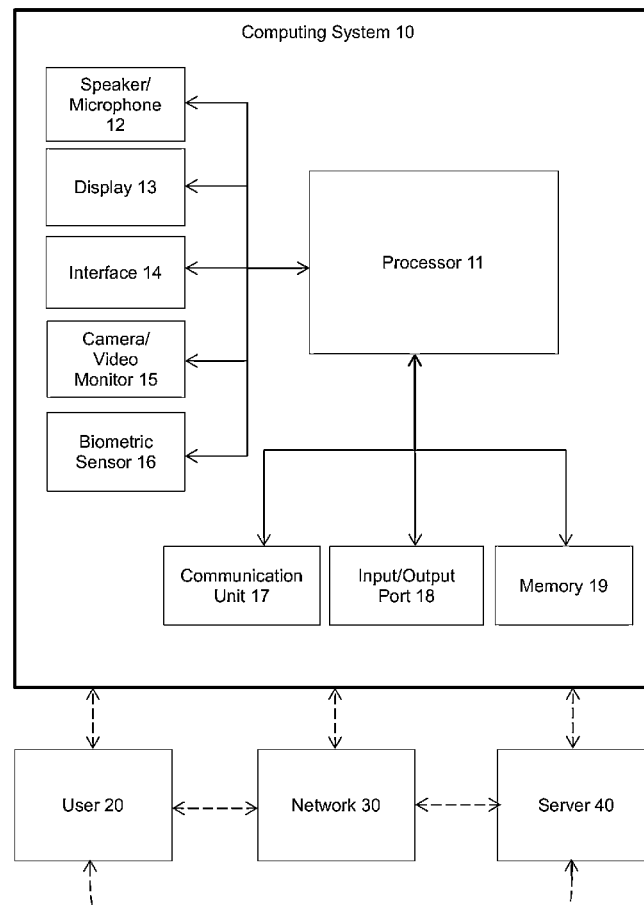 Computing System 10
Speaker/
Microphone
12
Display 13
Interface 14
Camera/
Video
Monitor 15
Biometric
Sensor 16
Processor 11
Communication
Unit 17
Input/Output
Port 18
Memory 19
User 20
Network 30
Server 40